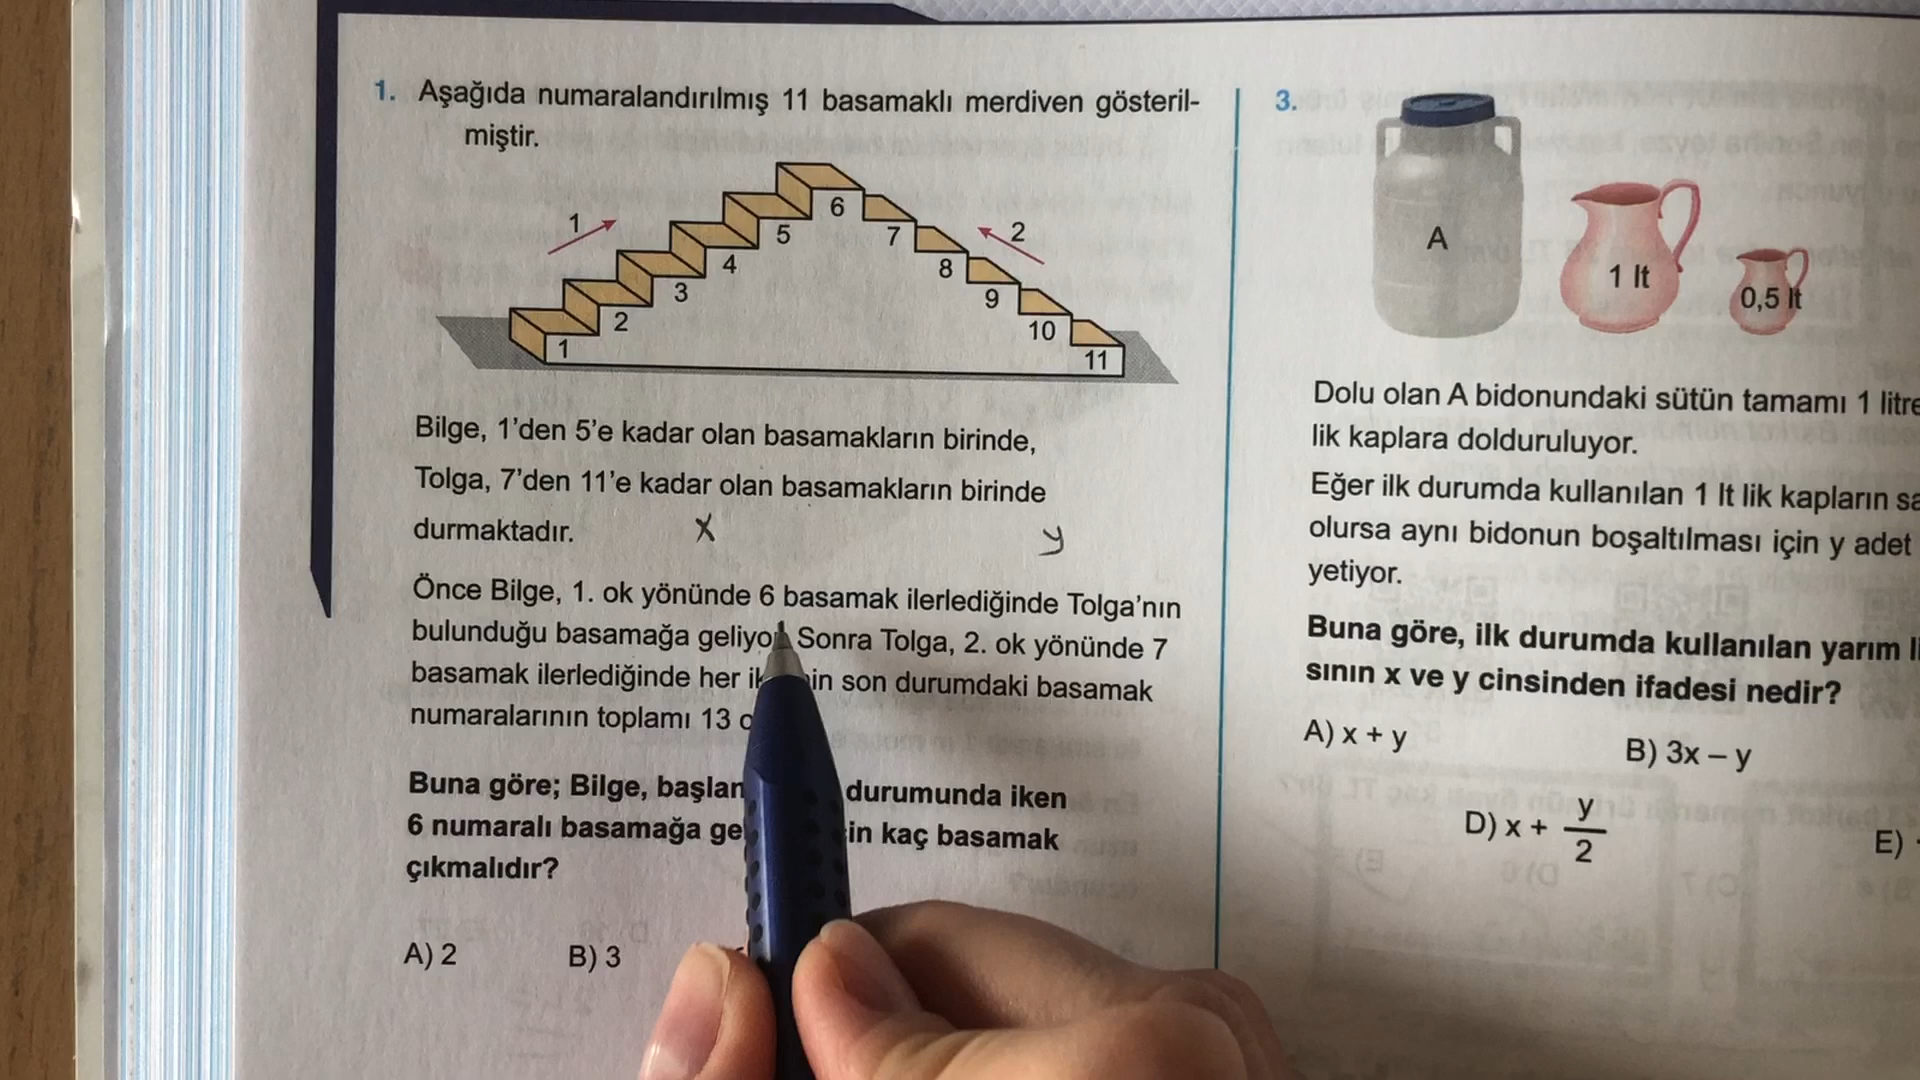 1. Aşağıda numaralandırılmış 11 basamaklı merdiven gösteril-
miştir.
1
2
1
2
3
4
5
6
7
8
9
10
11
Bilge, 1'den 5'e kadar olan basamakların birinde,
Tolga, 7'den 11'e kadar olan basamakların birinde
durmaktadır.
x y
Önce Bilge, 1. ok yönünde 6 basamak ilerlediğinde Tolga'nın
bulunduğu basamağa geliyo Sonra Tolga, 2. ok yönünde 7
basamak ilerlediğinde her ik in son durumdaki basamak
numaralarının toplamı 13 o
Buna göre; Bilge, başlan durumunda iken
6 numaralı basamağa ge in kaç basamak
çıkmalıdır?
A) 2 B) 3
3.
A
1 lt
0,5 lt
Dolu olan A bidonundaki sütün tamamı 1 litre
lik kaplara dolduruluyor.
Eğer ilk durumda kullanılan 1 lt lik kapların sa
olursa aynı bidonun boşaltılması için y adet
yetiyor.
Buna göre, ilk durumda kullanılan yarım l
sının x ve y cinsinden ifadesi nedir?
A) x + y B) 3x – y
D) x + y/2 E)